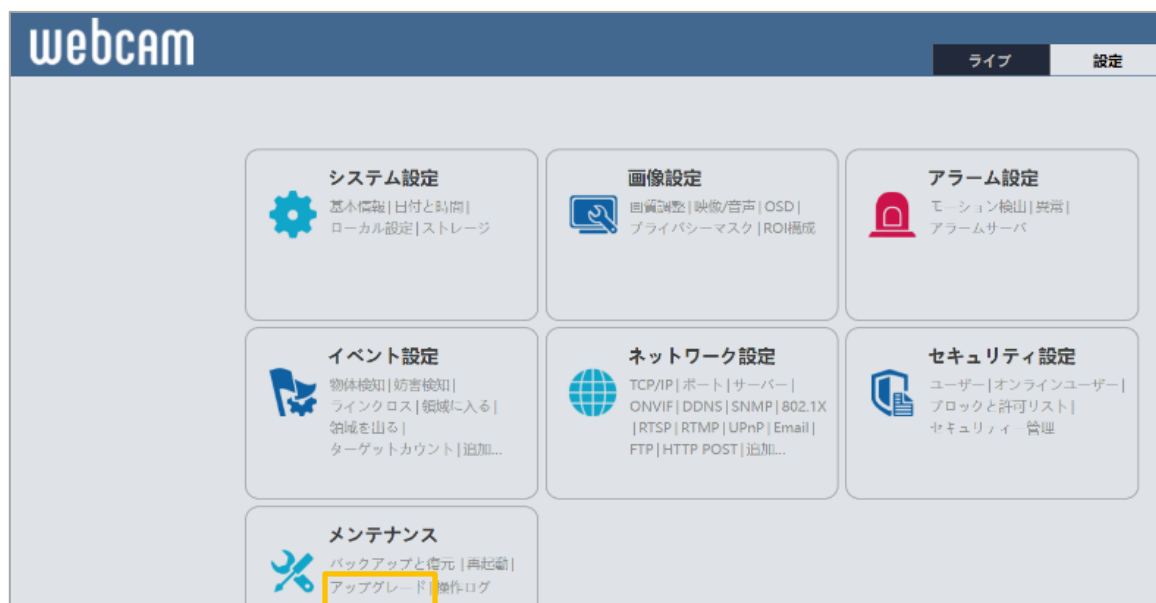 webcam
ライブ
設定
システム設定
基本情報|日付と時間|
ローカル設定|ストレージ
画像設定
画質調整|映像/音声|OSD|
プライバシーマスク|ROI構成
アラーム設定
モーション検出|異常|
アラームサーバ
イベント設定
物体検知|妨害検知|
ラインクロス|領域に入る|
領域を出る|
ターゲットカウント|追加...
ネットワーク設定
TCP/IP|ポート|サーバー|
ONVIF|DDNS|SNMP|802.1X
|RTSP|RTMP|UPnP|Email|
FTP|HTTP POST|追加...
セキュリティ設定
ユーザー|オンラインユーザー|
ブロックと許可リスト|
セキュリティー管理
メンテナンス
バックアップと復元|再起動|
アップグレード|操作ログ